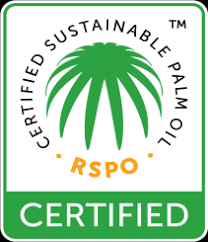 CERTIFIED SUSTAINABLE PALM OIL
™
· RSPO ·
CERTIFIED